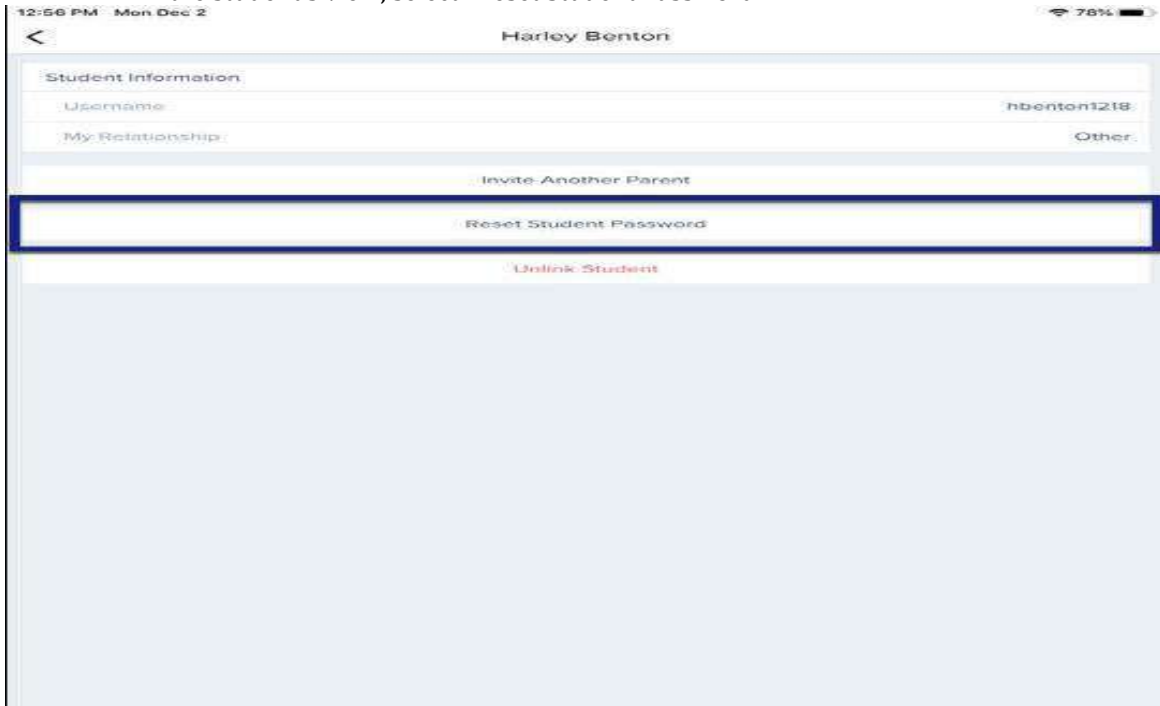 12:56 PM Mon Dec 2 78%
< Harley Benton
Student Information
Username hbenton1218
My Relationship Other
Invite Another Parent
Reset Student Password
Unlink Student